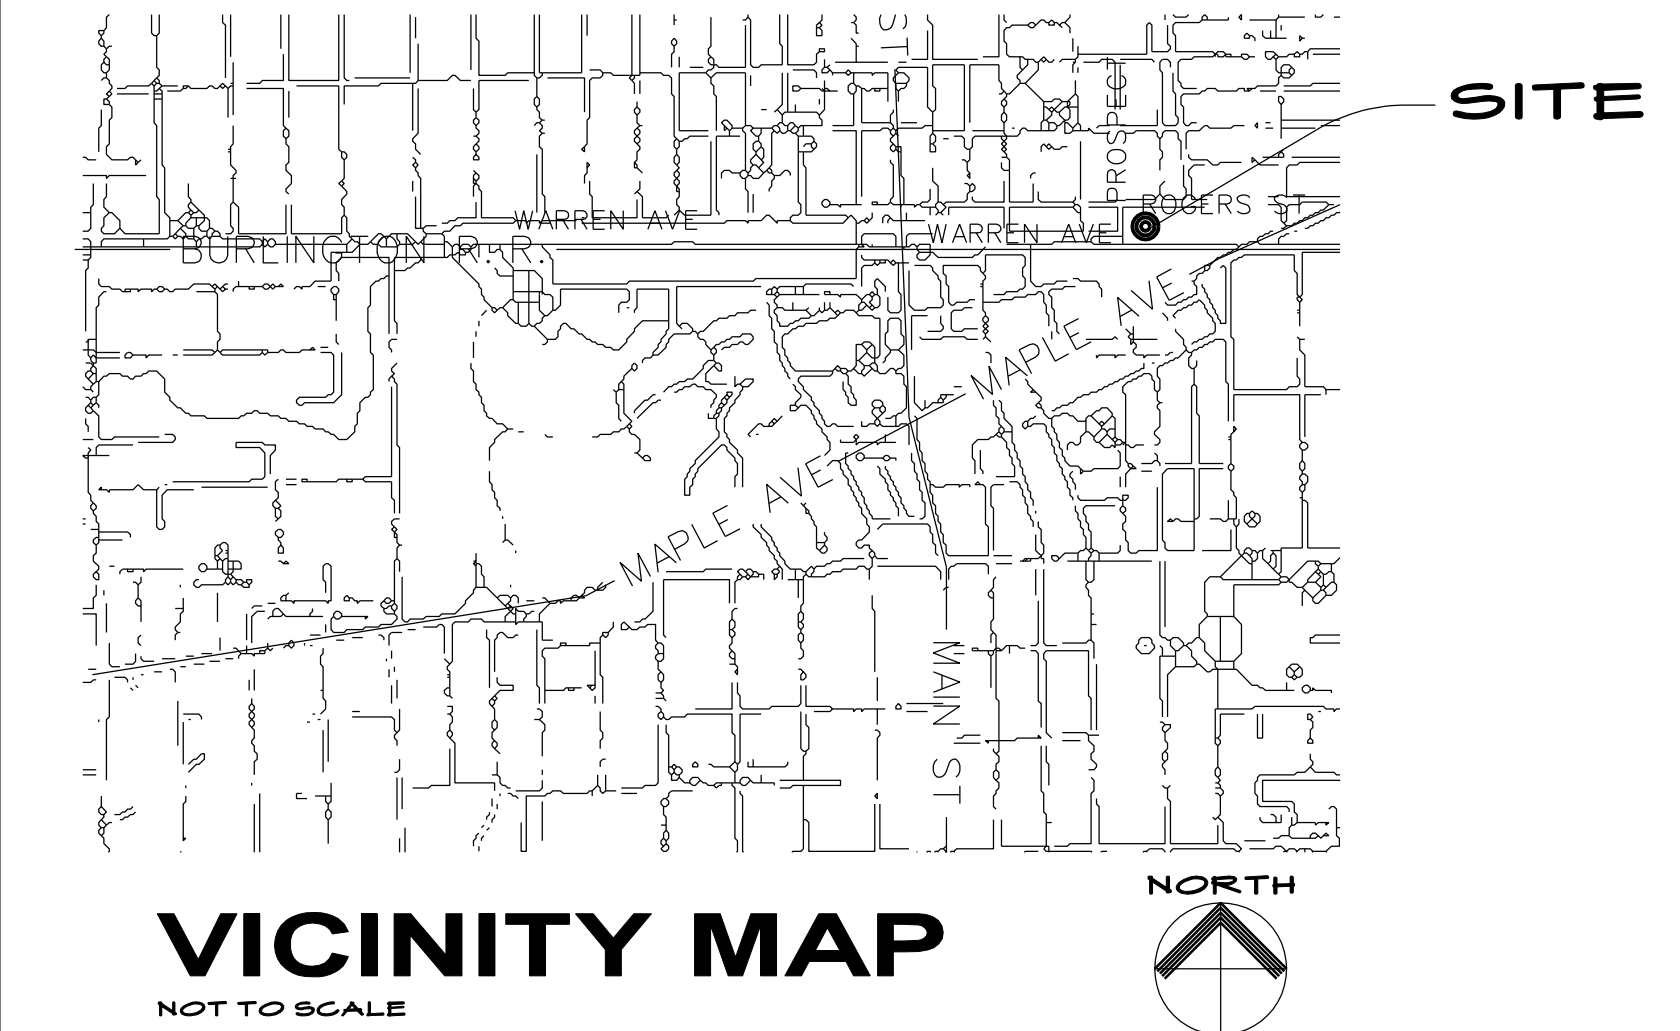 ST
SITE
PROSPECT
ROGERS ST
WARREN AVE
WARREN AVE
BURLINGTON R. R.
MAPLE AVE
MAPLE AVE
MAIN ST
NORTH
VICINITY MAP
NOT TO SCALE